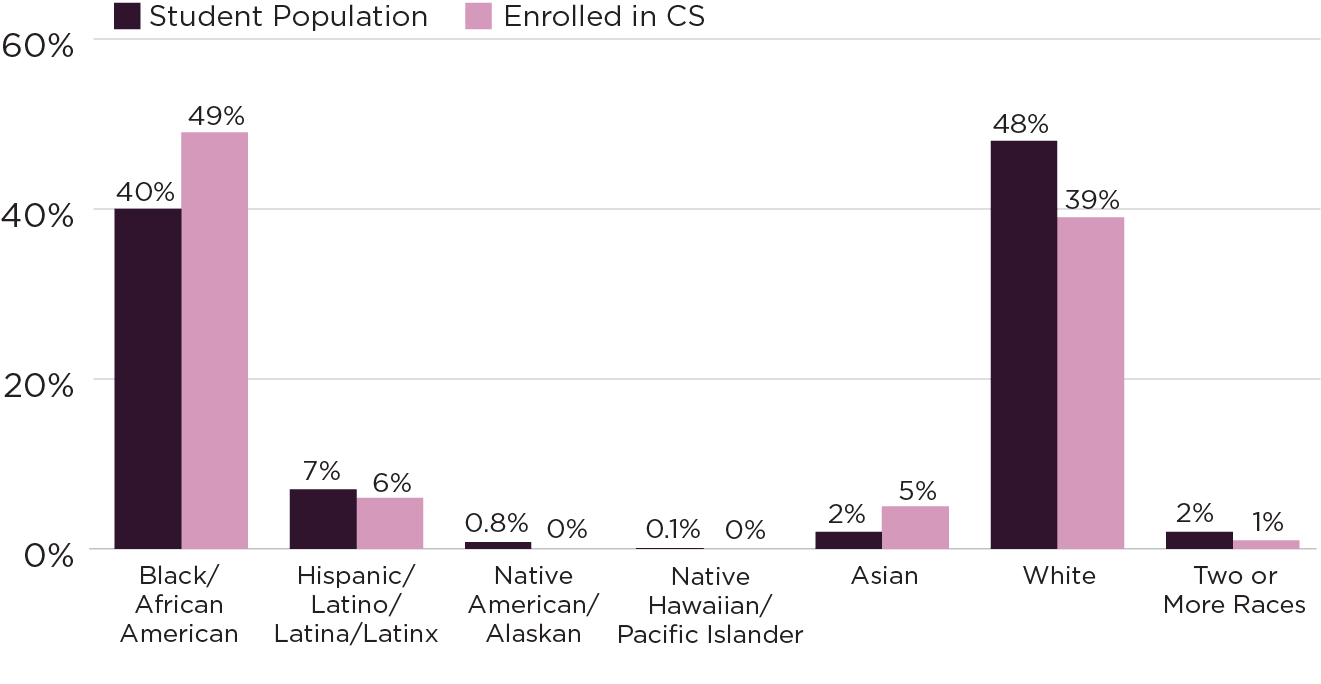 Student Population
Enrolled in CS
60%
40%
20%
0%
40%
49%
7%
6%
0.8%
0%
0.1%
0%
2%
5%
48%
39%
2%
1%
Black/
African
American
Hispanic/
Latino/
Latina/Latinx
Native
American/
Alaskan
Native
Hawaiian/
Pacific Islander
Asian
White
Two or
More Races